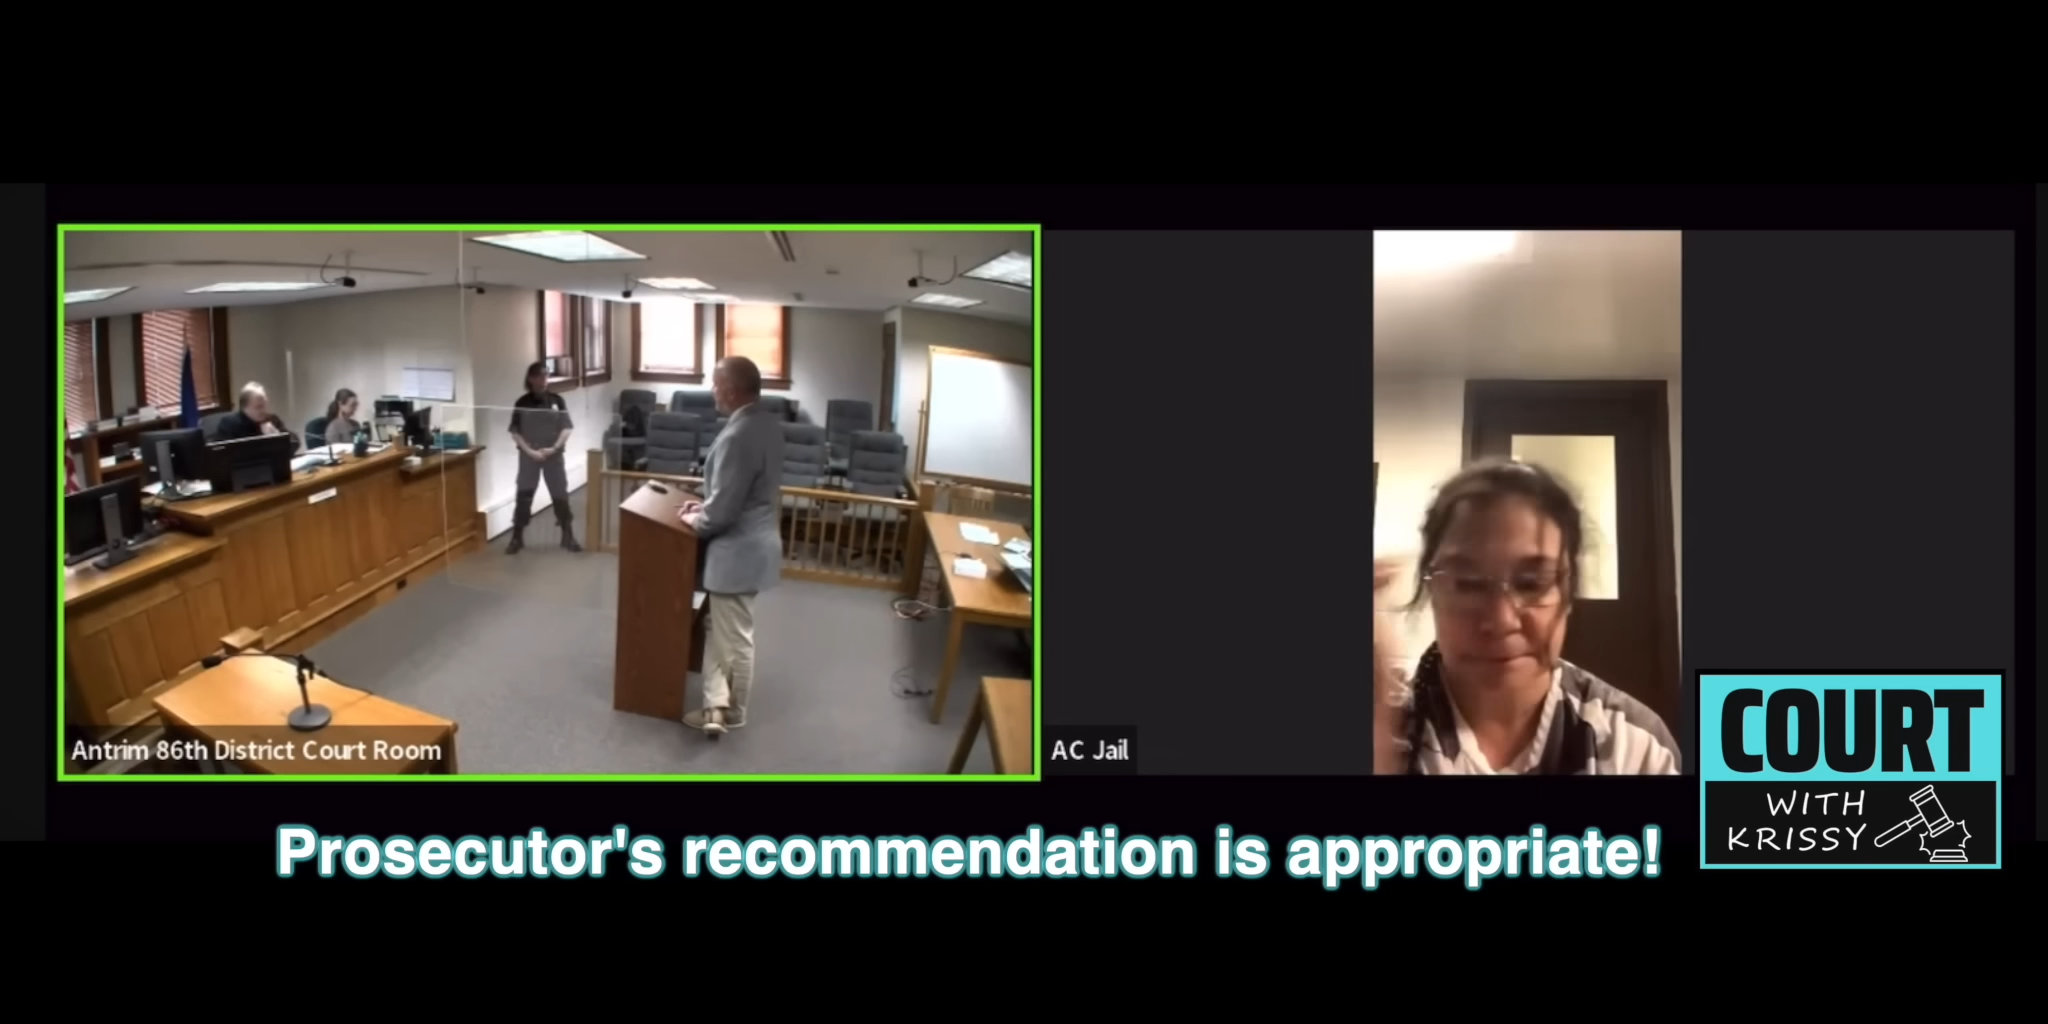 Antrim 86th District Court Room
AC Jail
Prosecutor's recommendation is appropriate!
COURT
WITH
KRISSY